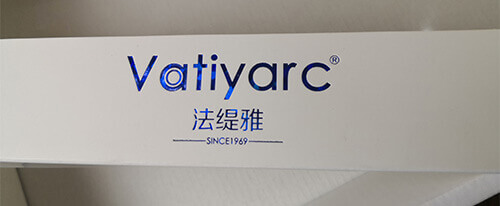 Vatiyarc®
法缇雅
SINCE1969